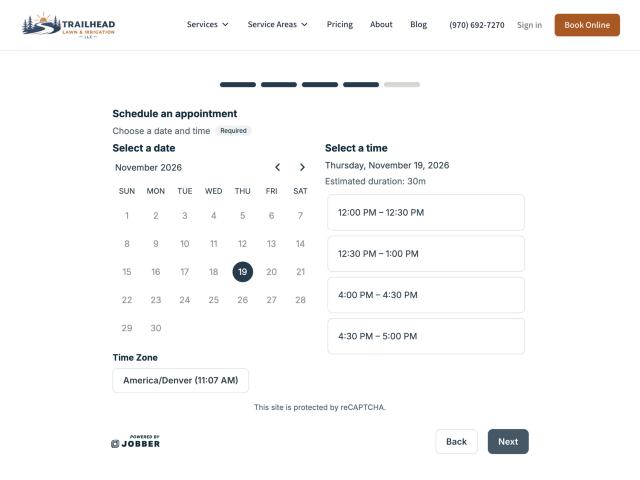 TRAILHEAD
LAWN & IRRIGATION
LLC
Services
Service Areas
Pricing
About
Blog
(970) 692-7270
Sign in
Book Online
Schedule an appointment
Choose a date and time Required
Select a date
November 2026
SUN MON TUE WED THU FRI SAT
1 2 3 4 5 6 7
8 9 10 11 12 13 14
15 16 17 18 19 20 21
22 23 24 25 26 27 28
29 30
Time Zone
America/Denver (11:07 AM)
Select a time
Thursday, November 19, 2026
Estimated duration: 30m
12:00 PM – 12:30 PM
12:30 PM – 1:00 PM
4:00 PM – 4:30 PM
4:30 PM – 5:00 PM
This site is protected by reCAPTCHA.
POWERED BY
JOBBER
Back
Next